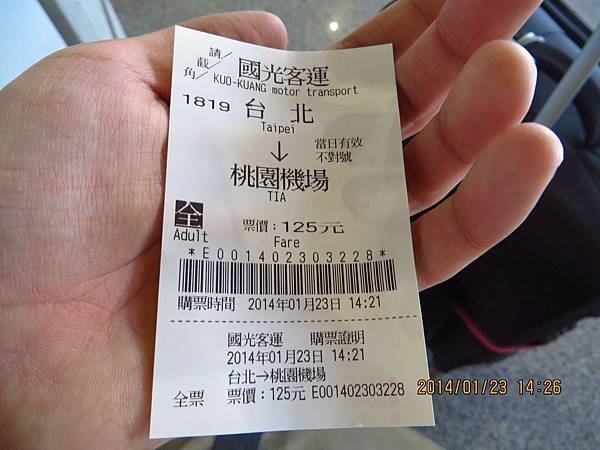 請/
截/
角/
國光客運
KUO-KUANG motor transport
1819 台 北
Taipei
↓
當日有效
不對號
桃園機場
TIA
全
Adult
票價：125元
Fare
*E001402303228*
購票時間 2014年01月23日 14:21
國光客運 購票證明
2014年01月23日 14:21
台北→桃園機場
全票 票價：125元 E001402303228
2014/01/23 14:26